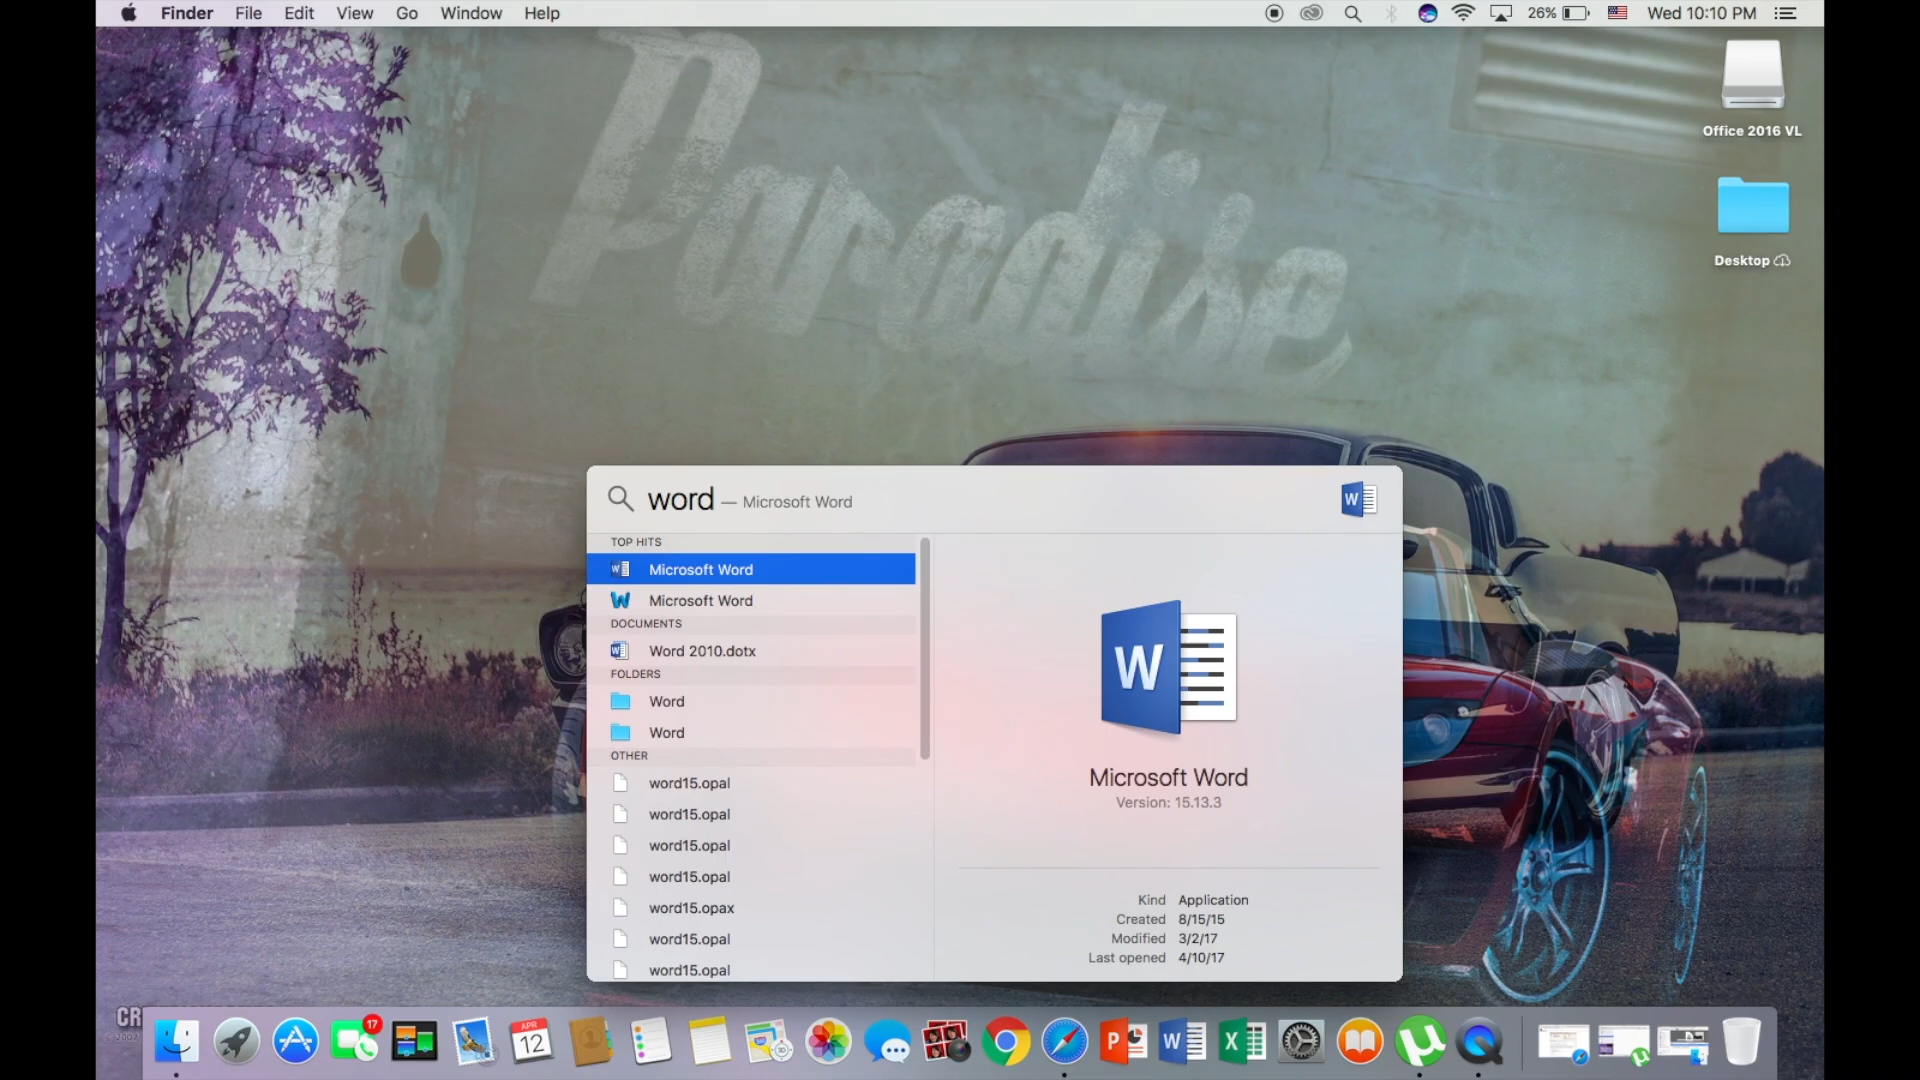 Finder File Edit View Go Window Help 26% Wed 10:10 PM
Paradise
Office 2016 VL
Desktop
word — Microsoft Word
TOP HITS
Microsoft Word
Microsoft Word
DOCUMENTS
Word 2010.dotx
FOLDERS
Word
Word
OTHER
word15.opal
word15.opal
word15.opal
word15.opal
word15.opax
word15.opal
word15.opal
W
Microsoft Word
Version: 15.13.3
Kind Application
Created 8/15/15
Modified 3/2/17
Last opened 4/10/17
CR
17
APR
12